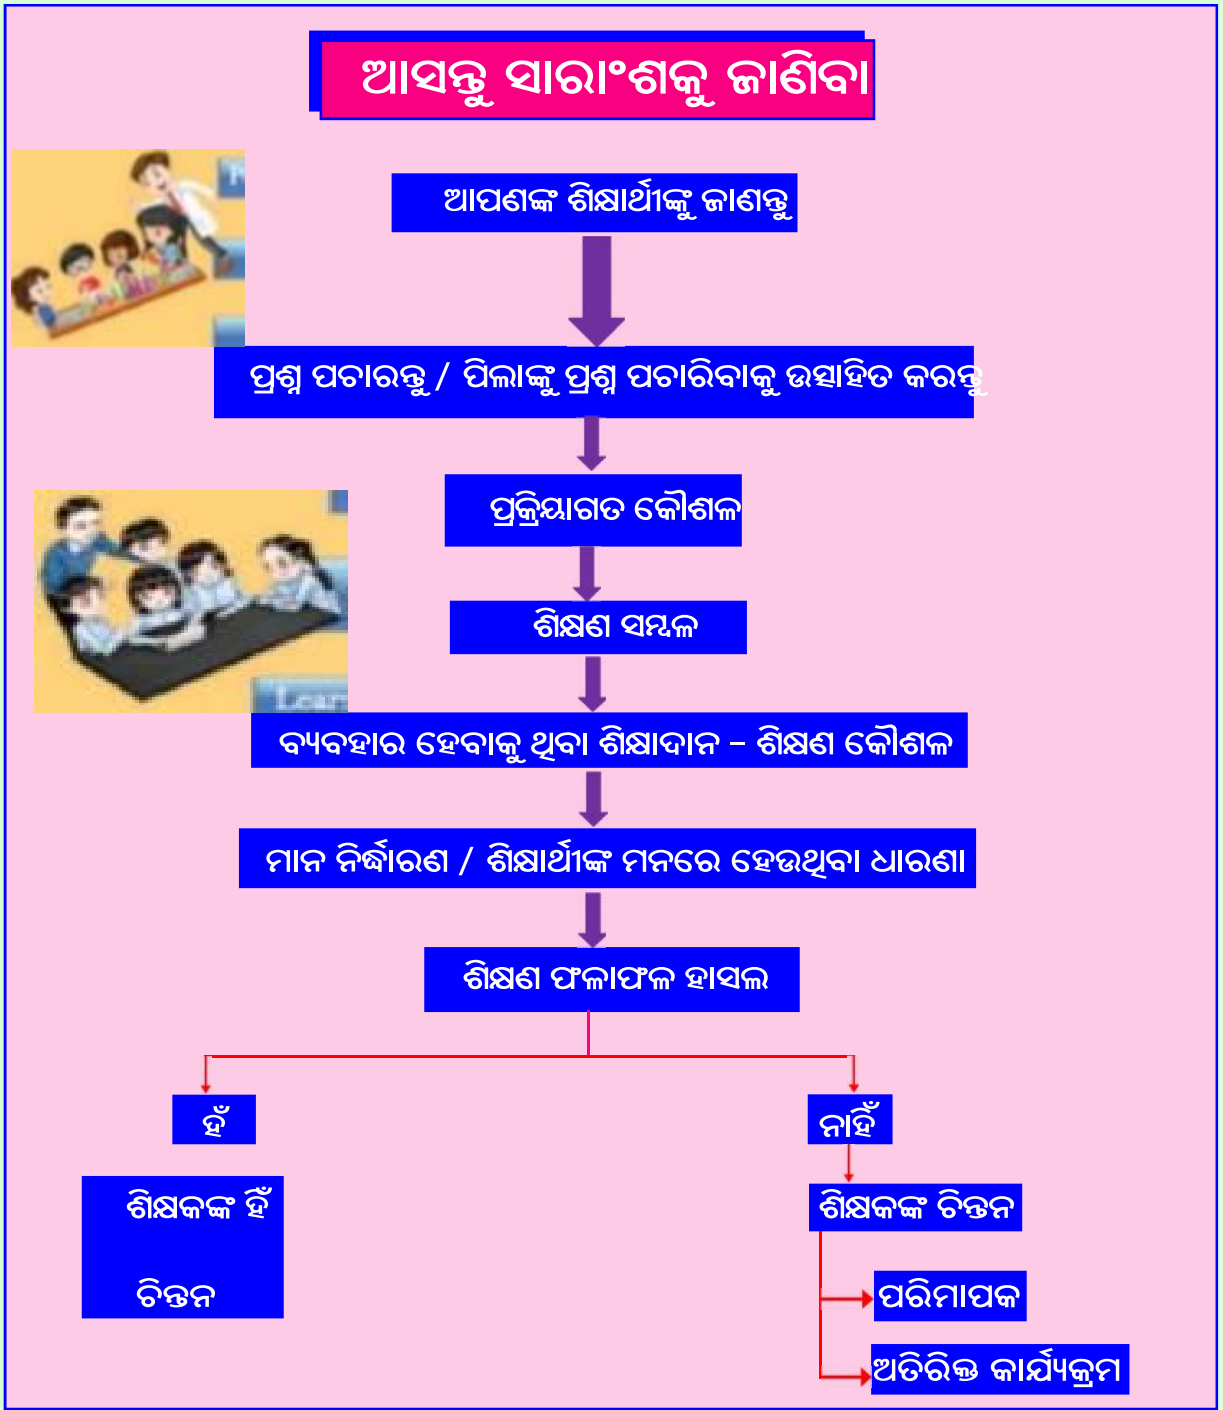 ଆସନ୍ତୁ ସାରାଂଶକୁ ଜାଣିବା
ଆପଣଙ୍କ ଶିକ୍ଷାର୍ଥୀଙ୍କୁ ଜାଣନ୍ତୁ
ପ୍ରଶ୍ନ ପଚାରନ୍ତୁ / ପିଲାଙ୍କୁ ପ୍ରଶ୍ନ ପଚାରିବାକୁ ଉତ୍ସାହିତ କରନ୍ତୁ
ପ୍ରକ୍ରିୟାଗତ କୌଶଳ
ଶିକ୍ଷଣ ସମ୍ବଳ
ବ୍ୟବହାର ହେବାକୁ ଥିବା ଶିକ୍ଷାଦାନ – ଶିକ୍ଷଣ କୌଶଳ
ମାନ ନିର୍ଦ୍ଧାରଣ / ଶିକ୍ଷାର୍ଥୀଙ୍କ ମନରେ ହେଉଥିବା ଧାରଣା
ଶିକ୍ଷଣ ଫଳାଫଳ ହାସଲ
ହଁ
ନାହିଁ
ଶିକ୍ଷକଙ୍କ ହିଁ
ଚିନ୍ତନ
ଶିକ୍ଷକଙ୍କ ଚିନ୍ତନ
ପରିମାପକ
ଅତିରିକ୍ତ କାର୍ଯ୍ୟକ୍ରମ